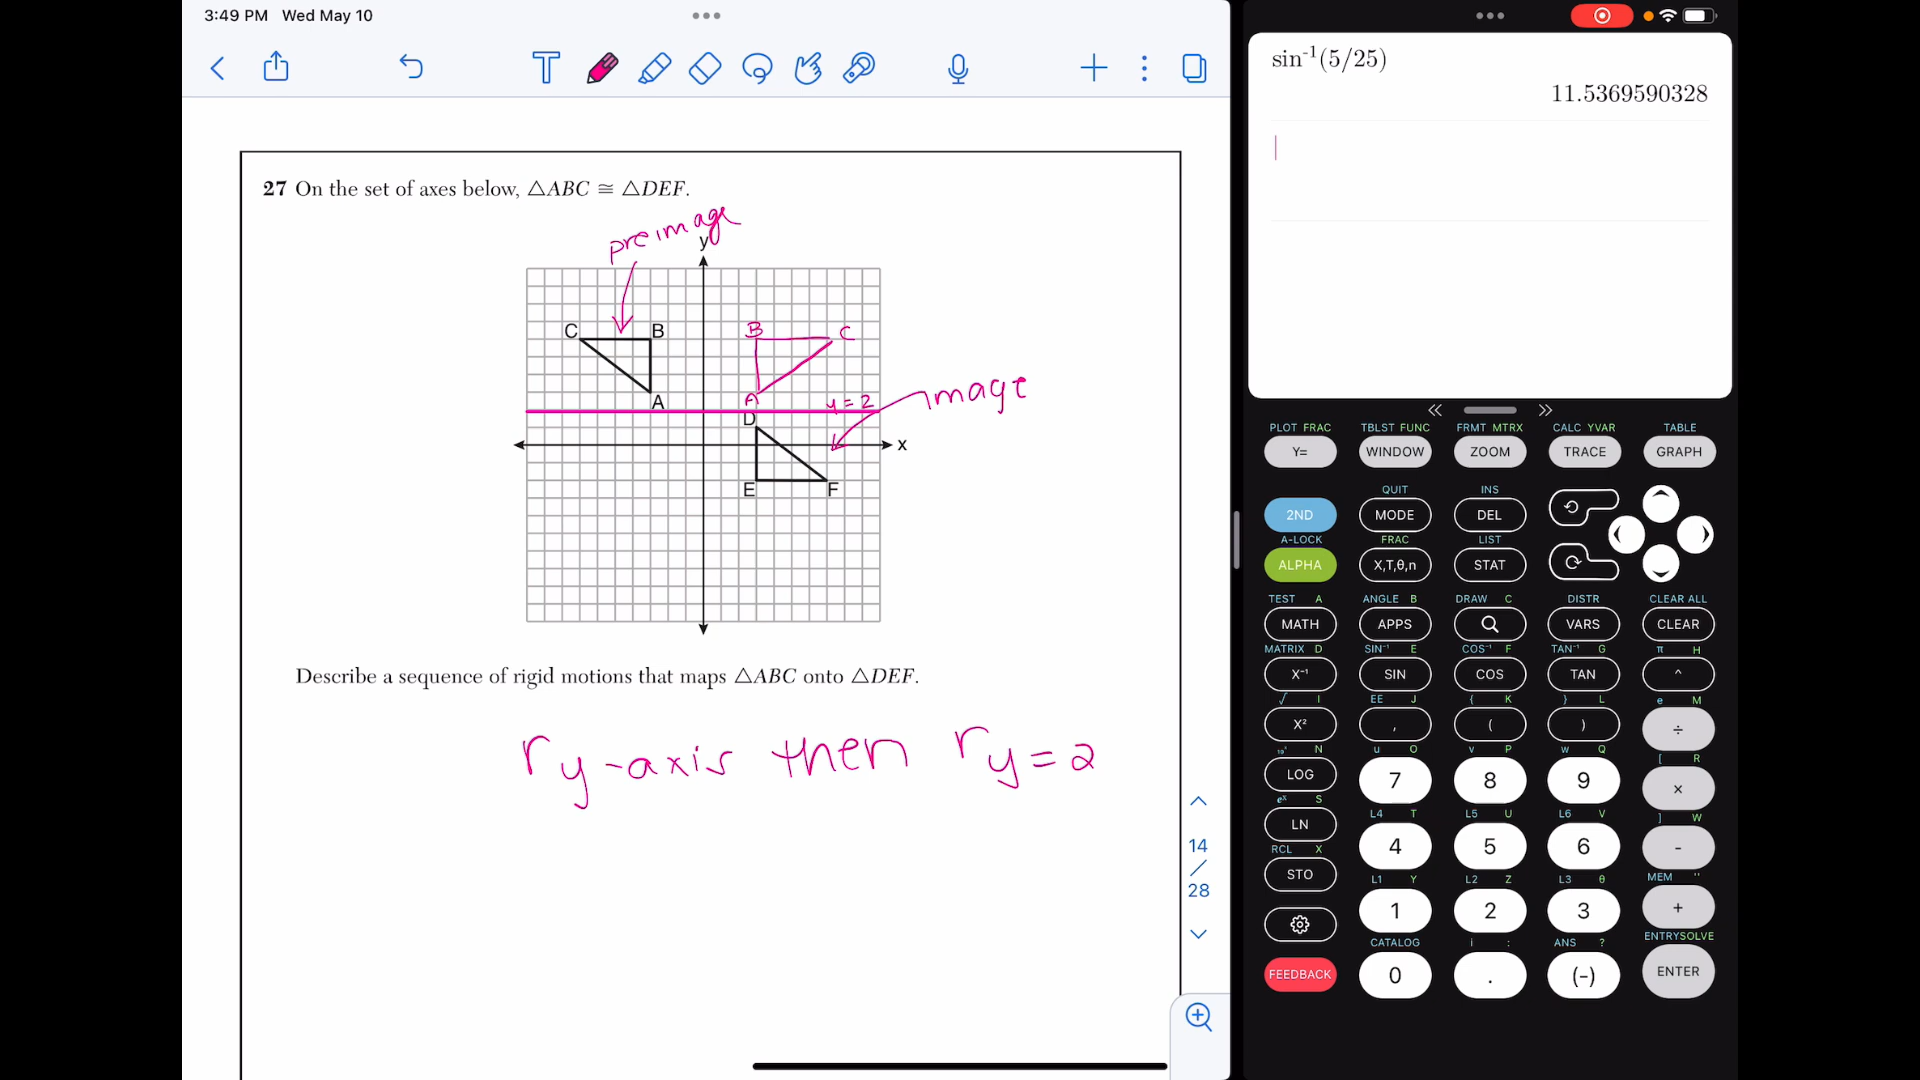 3:49 PM Wed May 10
27 On the set of axes below, △ABC ≅ △DEF.
preimage
y
C B
B C
A
A
y = 2
image
D
x
E F
Describe a sequence of rigid motions that maps △ABC onto △DEF.
r y-axis then r y=2
14
/
28
sin⁻¹(5/25)
11.5369590328
PLOT FRAC TBLST FUNC FRMT MTRX CALC YVAR TABLE
Y= WINDOW ZOOM TRACE GRAPH
QUIT INS
2ND MODE DEL
A-LOCK FRAC LIST
ALPHA X,T,θ,n STAT
TEST A ANGLE B DRAW C DISTR CLEAR ALL
MATH APPS VARS CLEAR
MATRIX D SIN⁻¹ E COS⁻¹ F TAN⁻¹ G π H
X⁻¹ SIN COS TAN ^
√ I EE J { K } L e M
X² , ( ) ÷
10ˣ N u O v P w Q [ R
LOG 7 8 9 ×
eˣ S L4 T L5 U L6 V ] W
LN 4 5 6 -
RCL X L1 Y L2 Z L3 θ MEM "
STO 1 2 3 +
CATALOG i : ANS ? ENTRY SOLVE
FEEDBACK 0 . (-) ENTER